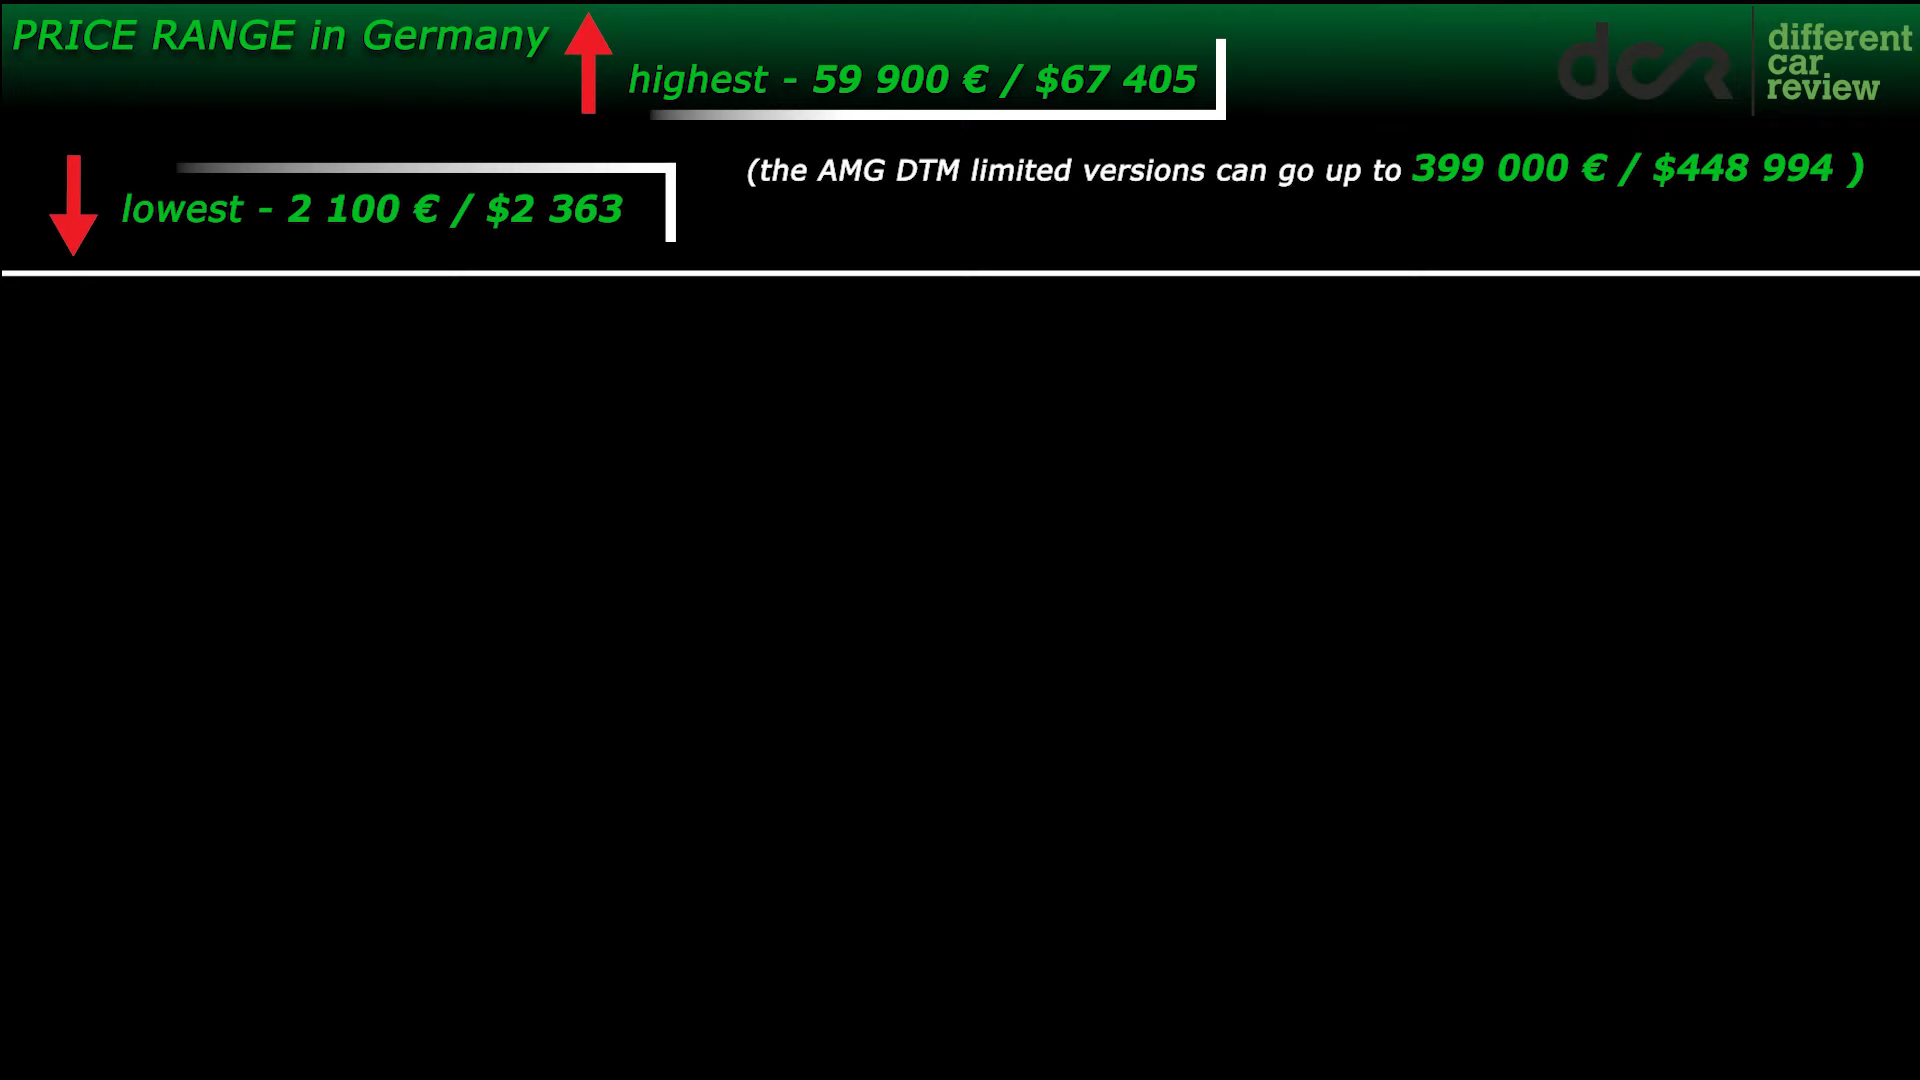 PRICE RANGE in Germany
highest - 59 900 € / $67 405
dcr
different
car
review
(the AMG DTM limited versions can go up to 399 000 € / $448 994 )
lowest - 2 100 € / $2 363